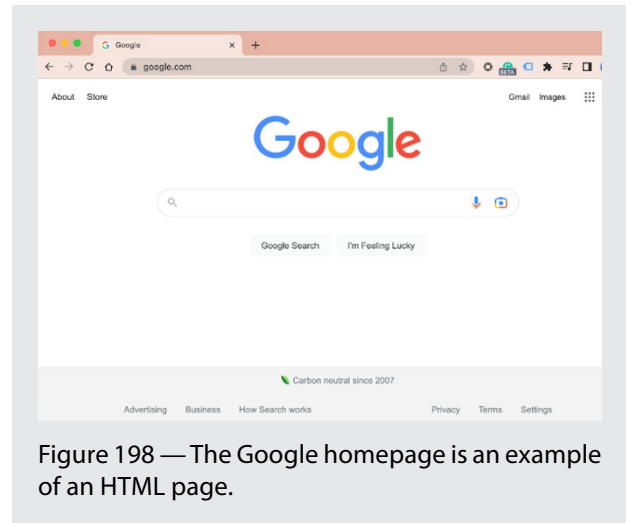 Google
google.com
BETA
About Store
Gmail Images
Google
Google Search I'm Feeling Lucky
Carbon neutral since 2007
Advertising Business How Search works Privacy Terms Settings
Figure 198 — The Google homepage is an example
of an HTML page.